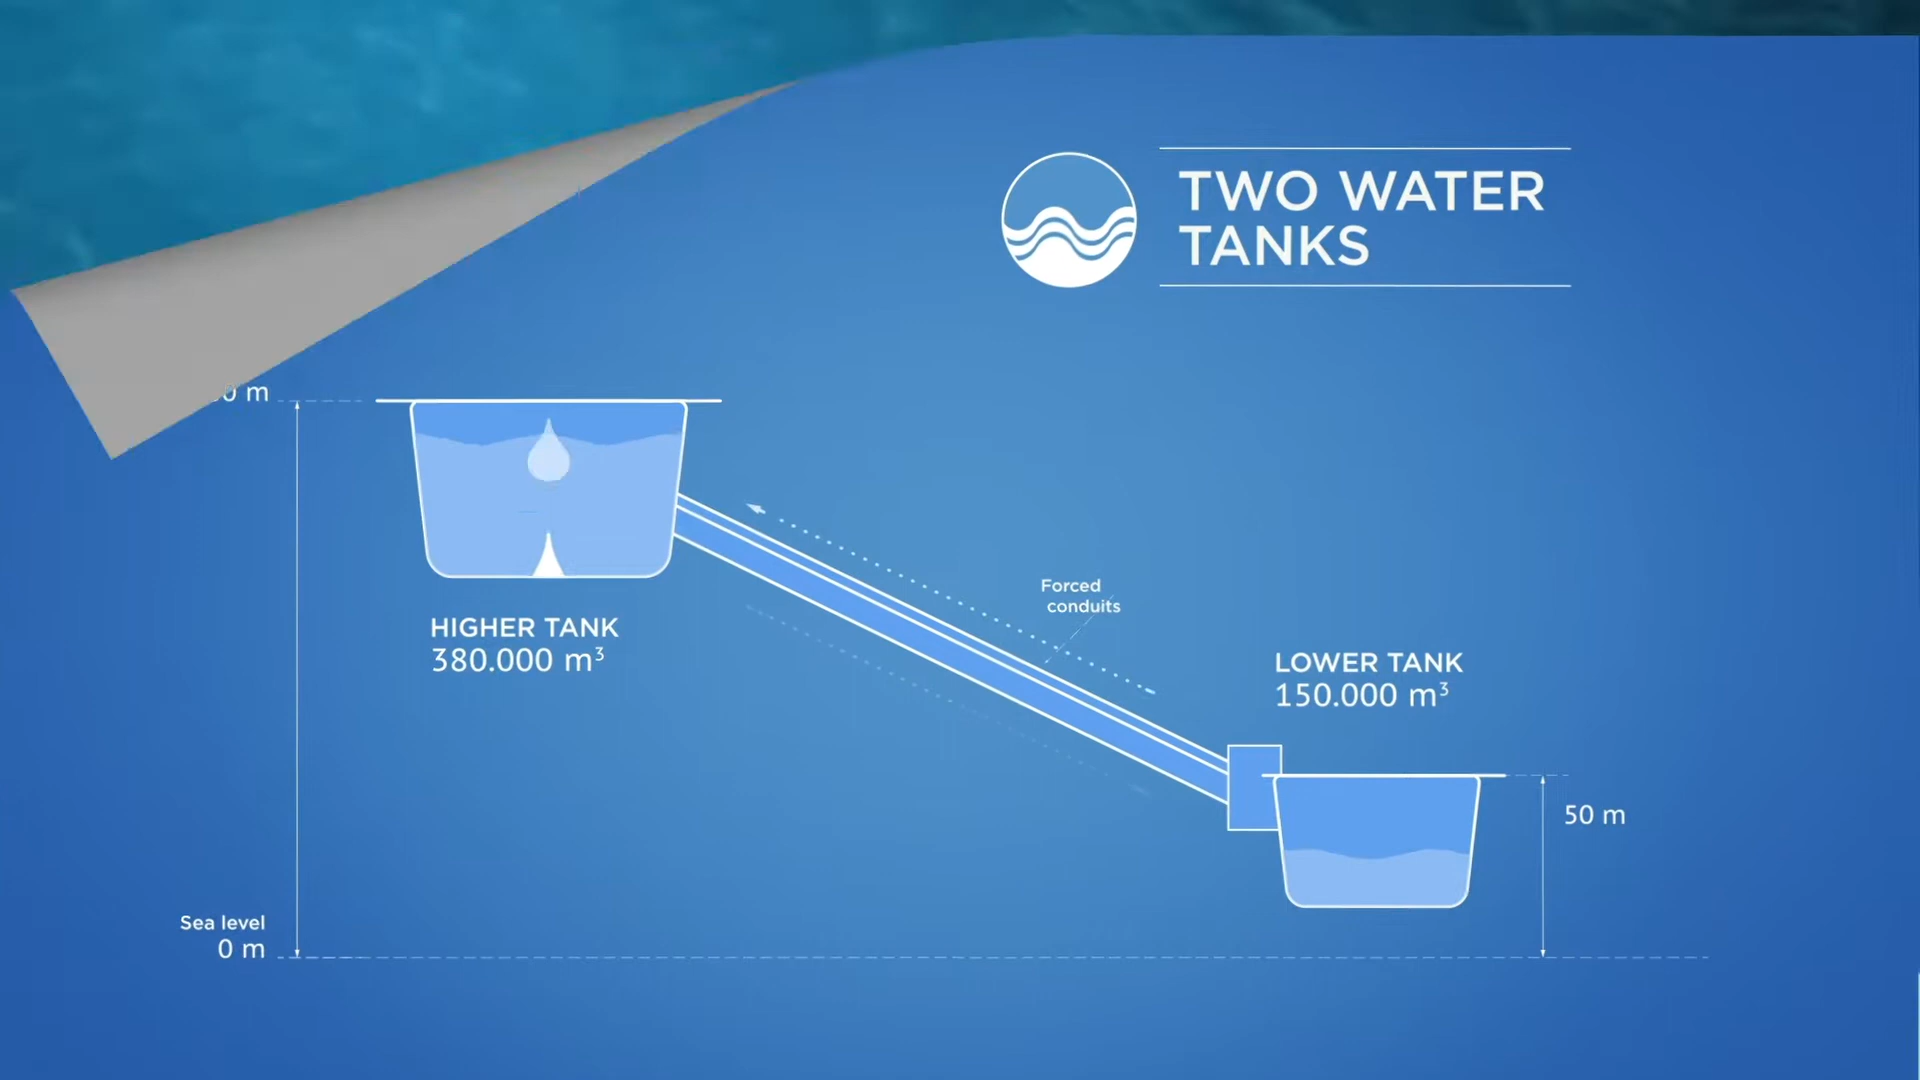 TWO WATER
TANKS
0 m
Forced
conduits
HIGHER TANK
380.000 m³
LOWER TANK
150.000 m³
50 m
Sea level
0 m